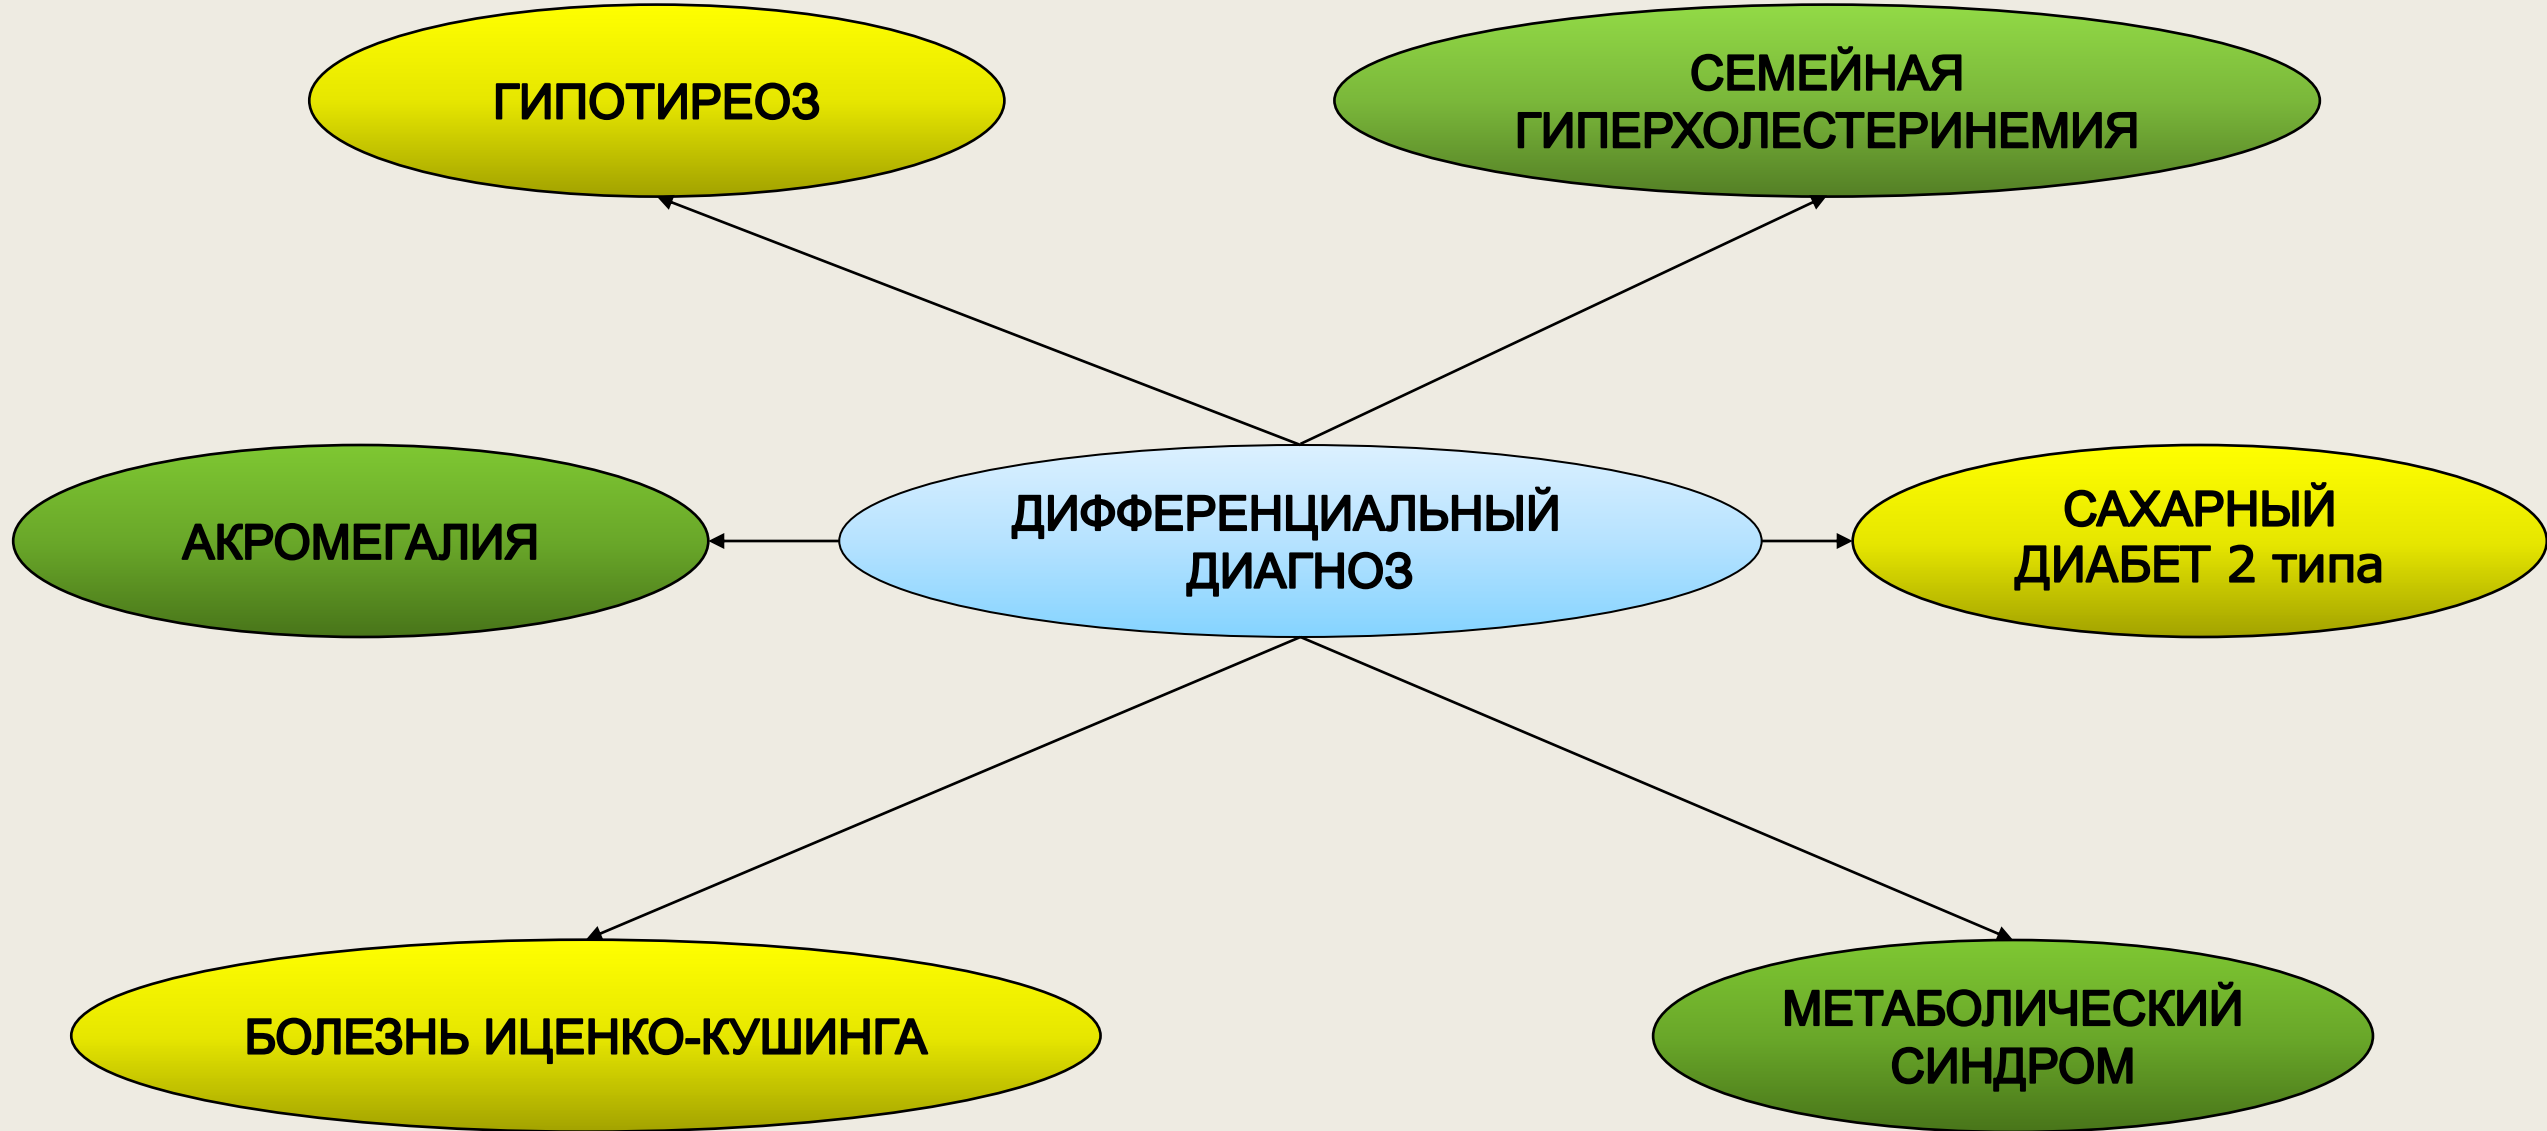 ГИПОТИРЕОЗ
СЕМЕЙНАЯ
ГИПЕРХОЛЕСТЕРИНЕМИЯ
АКРОМЕГАЛИЯ
ДИФФЕРЕНЦИАЛЬНЫЙ
ДИАГНОЗ
САХАРНЫЙ
ДИАБЕТ 2 типа
БОЛЕЗНЬ ИЦЕНКО-КУШИНГА
МЕТАБОЛИЧЕСКИЙ
СИНДРОМ